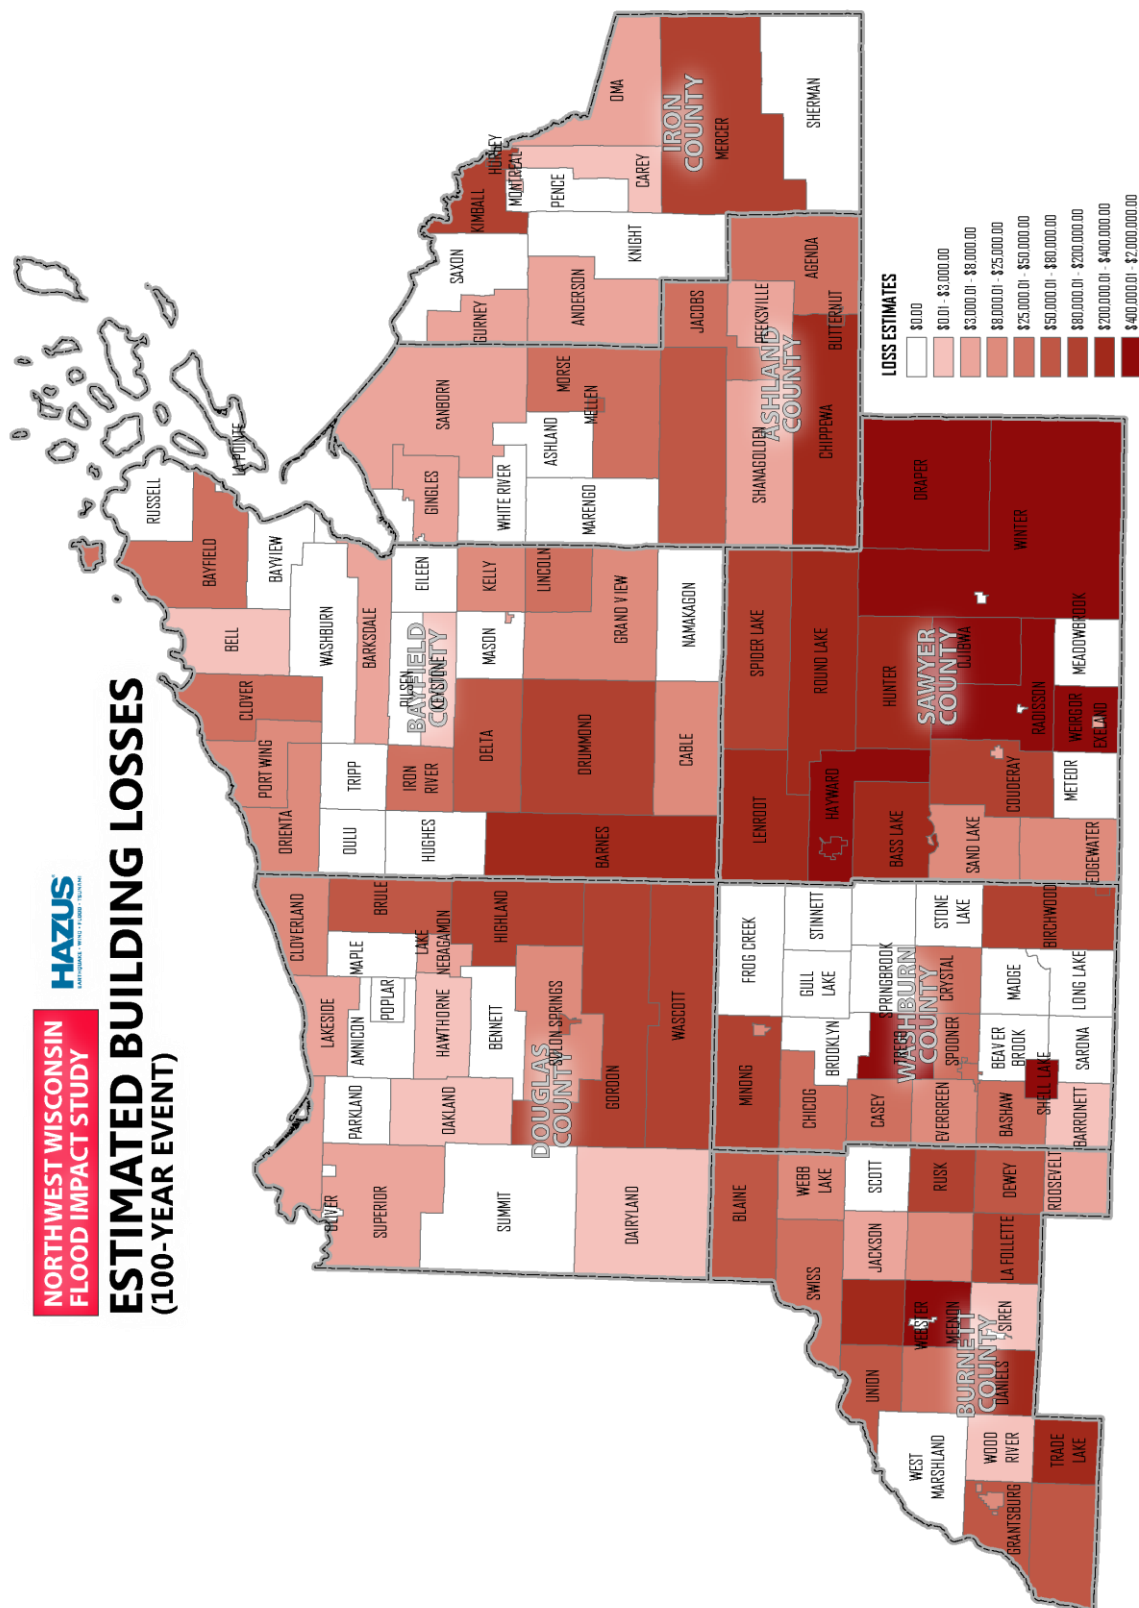 NORTHWEST WISCONSIN
FLOOD IMPACT STUDY
HAZUS®
EARTHQUAKE • WIND • FLOOD • TSUNAMI
ESTIMATED BUILDING LOSSES
(100-YEAR EVENT)
LA POINTE
RUSSELL
BAYFIELD
BAYVIEW
BELL
WASHBURN
CLOVER
PORT WING
ORIENTA
BARKSDALE
EILEEN
PILSEN
KEYSTONE
BAYFIELD
COUNTY
TRIPP
OULU
HUGHES
IRON
RIVER
KELLY
MASON
LINCOLN
DELTA
GRAND VIEW
DRUMMOND
BARNES
CABLE
NAMAKAGON
OMA
HURLEY
MONTREAL
KIMBALL
PENCE
CAREY
IRON
COUNTY
MERCER
SHERMAN
SAXON
KNIGHT
GURNEY
ANDERSON
SANBORN
GINGLES
WHITE RIVER
ASHLAND
MORSE
MELLEN
MARENGO
JACOBS
AGENDA
PEEKSVILLE
BUTTERNUT
ASHLAND
COUNTY
SHANAGOLDEN
CHIPPEWA
CLOVERLAND
BRULE
MAPLE
LAKE
NEBAGAMON
HIGHLAND
LAKESIDE
AMNICON
POPLAR
HAWTHORNE
BENNETT
PARKLAND
OAKLAND
SOLON SPRINGS
DOUGLAS
COUNTY
GORDON
WASCOTT
OLIVER
SUPERIOR
SUMMIT
DAIRYLAND
SPIDER LAKE
LENROOT
ROUND LAKE
HAYWARD
HUNTER
BASS LAKE
SAWYER
COUNTY
OJIBWA
DRAPER
WINTER
RADISSON
SAND LAKE
COUDERAY
EDGEWATER
METEOR
WEIRGOR
EXELAND
MEADOWBROOK
FROG CREEK
STINNETT
GULL
LAKE
STONE
LAKE
MINONG
BROOKLYN
CHICOG
SPRINGBROOK
TREGO
WASHBURN
COUNTY
CASEY
CRYSTAL
SPOONER
EVERGREEN
BIRCHWOOD
MADGE
BEAVER
BROOK
BASHAW
LONG LAKE
SARONA
SHELL LAKE
BARRONETT
BLAINE
WEBB
LAKE
SCOTT
SWISS
JACKSON
RUSK
DEWEY
ROOSEVELT
LA FOLLETTE
WEBSTER
MEENON
SIREN
BURNETT
COUNTY
UNION
DANIELS
WEST
MARSHLAND
WOOD
RIVER
TRADE
LAKE
GRANTSBURG
LOSS ESTIMATES
$0.00
$0.01 - $3,000.00
$3,000.01 - $8,000.00
$8,000.01 - $25,000.00
$25,000.01 - $50,000.00
$50,000.01 - $80,000.00
$80,000.01 - $200,000.00
$200,000.01 - $400,000.00
$400,000.01 - $2,000,000.00